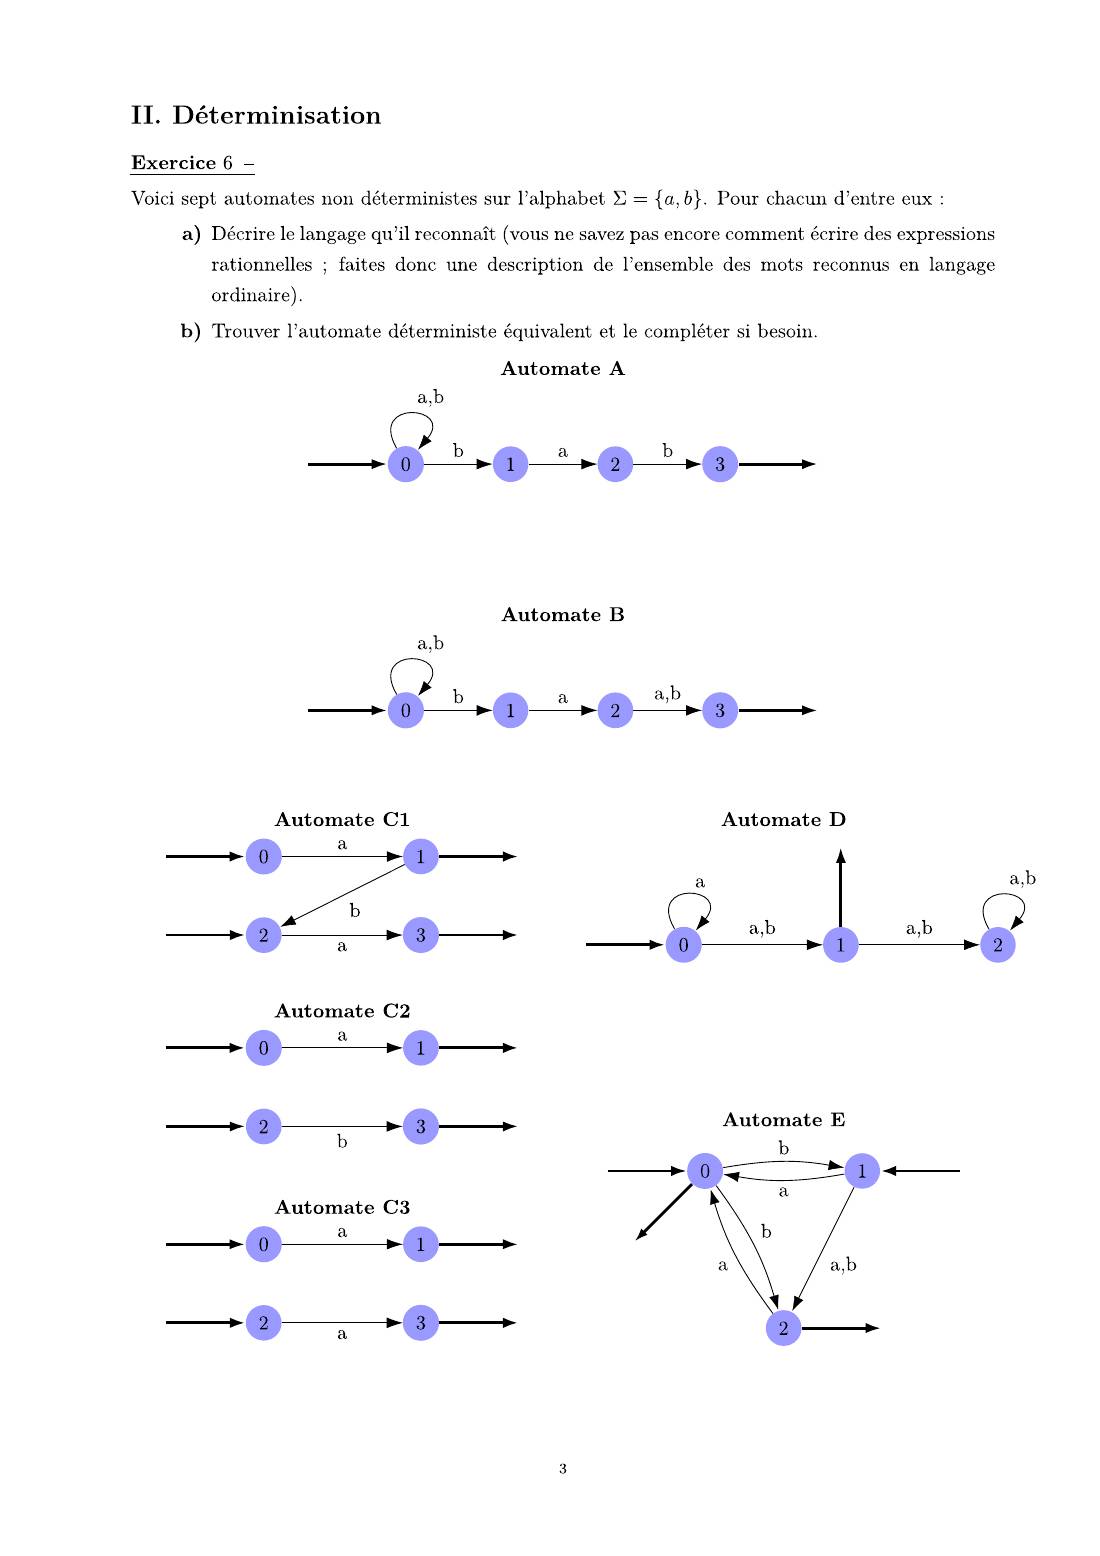 II. Déterminisation
Exercice 6 –
Voici sept automates non déterministes sur l'alphabet Σ = {a, b}. Pour chacun d'entre eux :
a) Décrire le langage qu'il reconnaît (vous ne savez pas encore comment écrire des expressions
rationnelles ; faites donc une description de l'ensemble des mots reconnus en langage
ordinaire).
b) Trouver l'automate déterministe équivalent et le compléter si besoin.
Automate A
a,b
0 b 1 a 2 b 3
Automate B
a,b
0 b 1 a 2 a,b 3
Automate C1
0 a 1
b
2 a 3
Automate D
a a,b
0 a,b 1 a,b 2
Automate C2
0 a 1
2 b 3
Automate E
b
0 1
a
b
a a,b
2
Automate C3
0 a 1
2 a 3
3